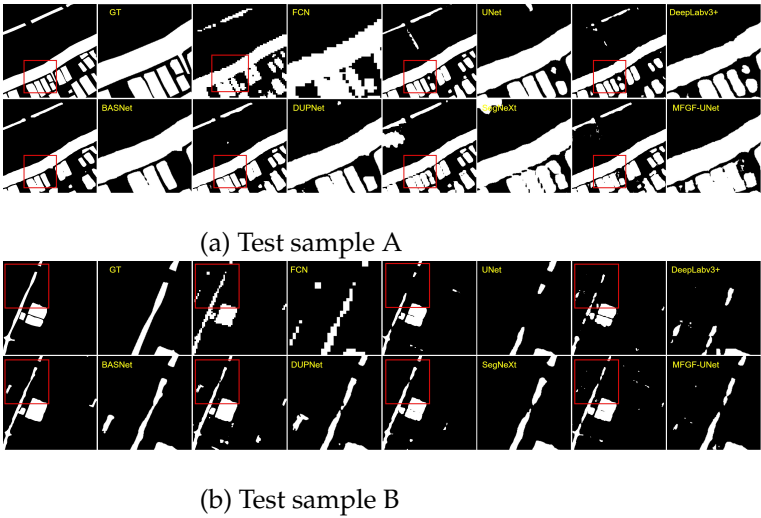 GT FCN UNet DeepLabv3+
BASNet DUPNet SegNeXt MFGF-UNet
(a) Test sample A
GT FCN UNet DeepLabv3+
BASNet DUPNet SegNeXt MFGF-UNet
(b) Test sample B